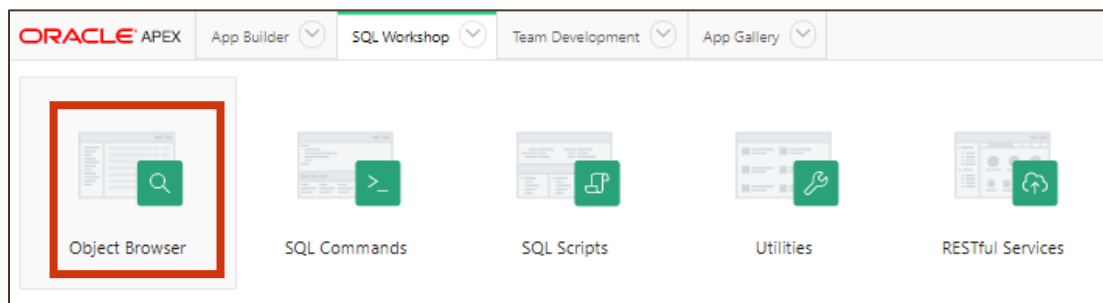 ORACLE APEX App Builder SQL Workshop Team Development App Gallery
>_
Object Browser SQL Commands SQL Scripts Utilities RESTful Services